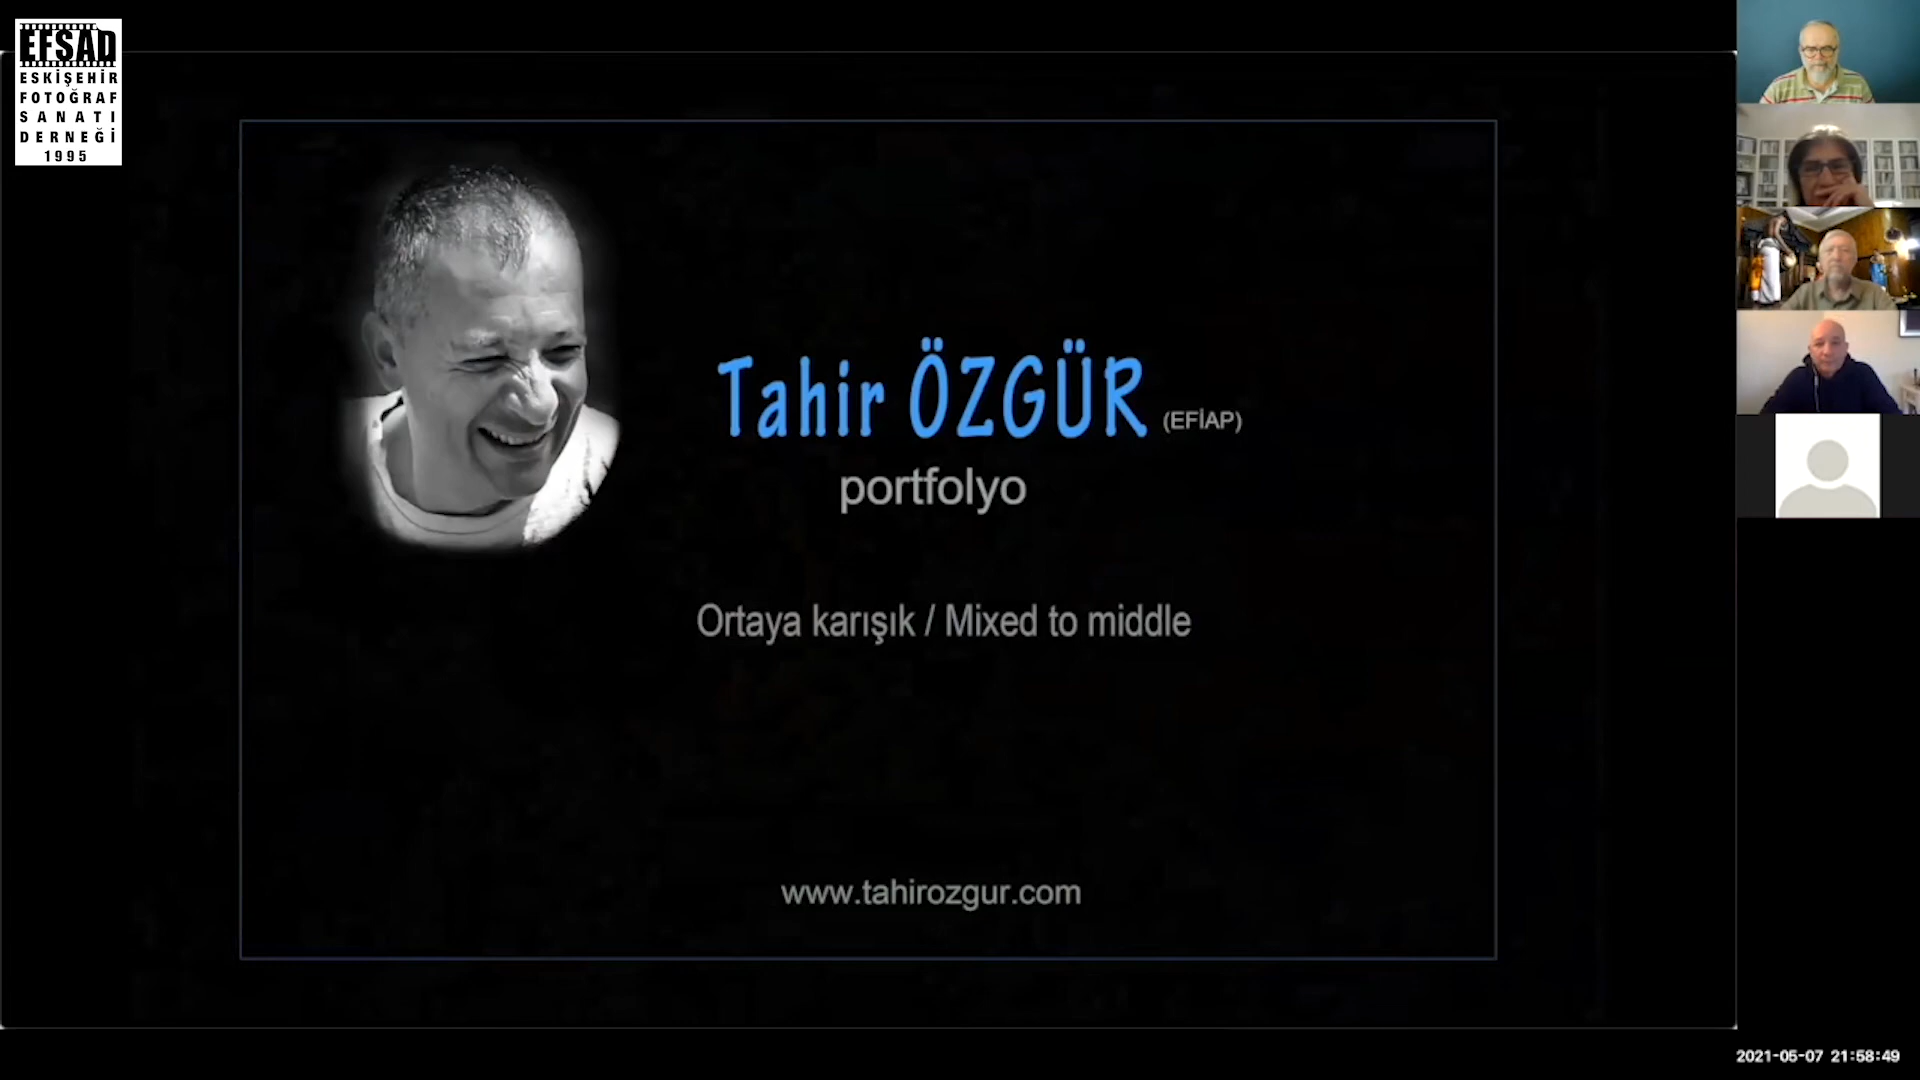 EFSAD
ESKİŞEHİR
FOTOĞRAF
SANATI
DERNEĞİ
1995
Tahir ÖZGÜR (EFİAP)
portfolyo
Ortaya karışık / Mixed to middle
www.tahirozgur.com
2021-05-07 21:58:49